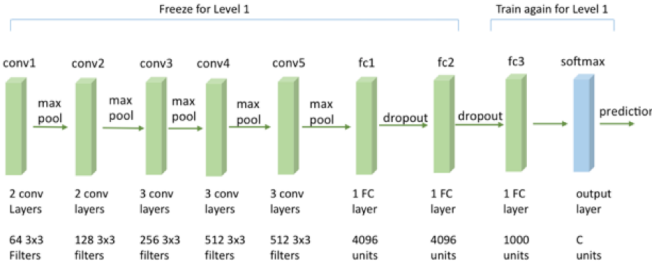 Freeze for Level 1
Train again for Level 1
conv1 conv2 conv3 conv4 conv5 fc1 fc2 fc3 softmax
max pool
max pool
max pool
max pool
max pool
dropout
dropout
prediction
2 conv Layers
2 conv layers
3 conv layers
3 conv layers
3 conv layers
1 FC layer
1 FC layer
1 FC layer
output layer
64 3x3 Filters
128 3x3 filters
256 3x3 filters
512 3x3 filters
512 3x3 filters
4096 units
4096 units
1000 units
C units